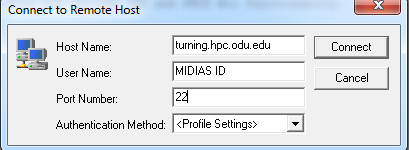 Connect to Remote Host
Host Name: turning.hpc.odu.edu
Connect
User Name: MIDIAS ID
Cancel
Port Number: 22
Authentication Method: <Profile Settings>